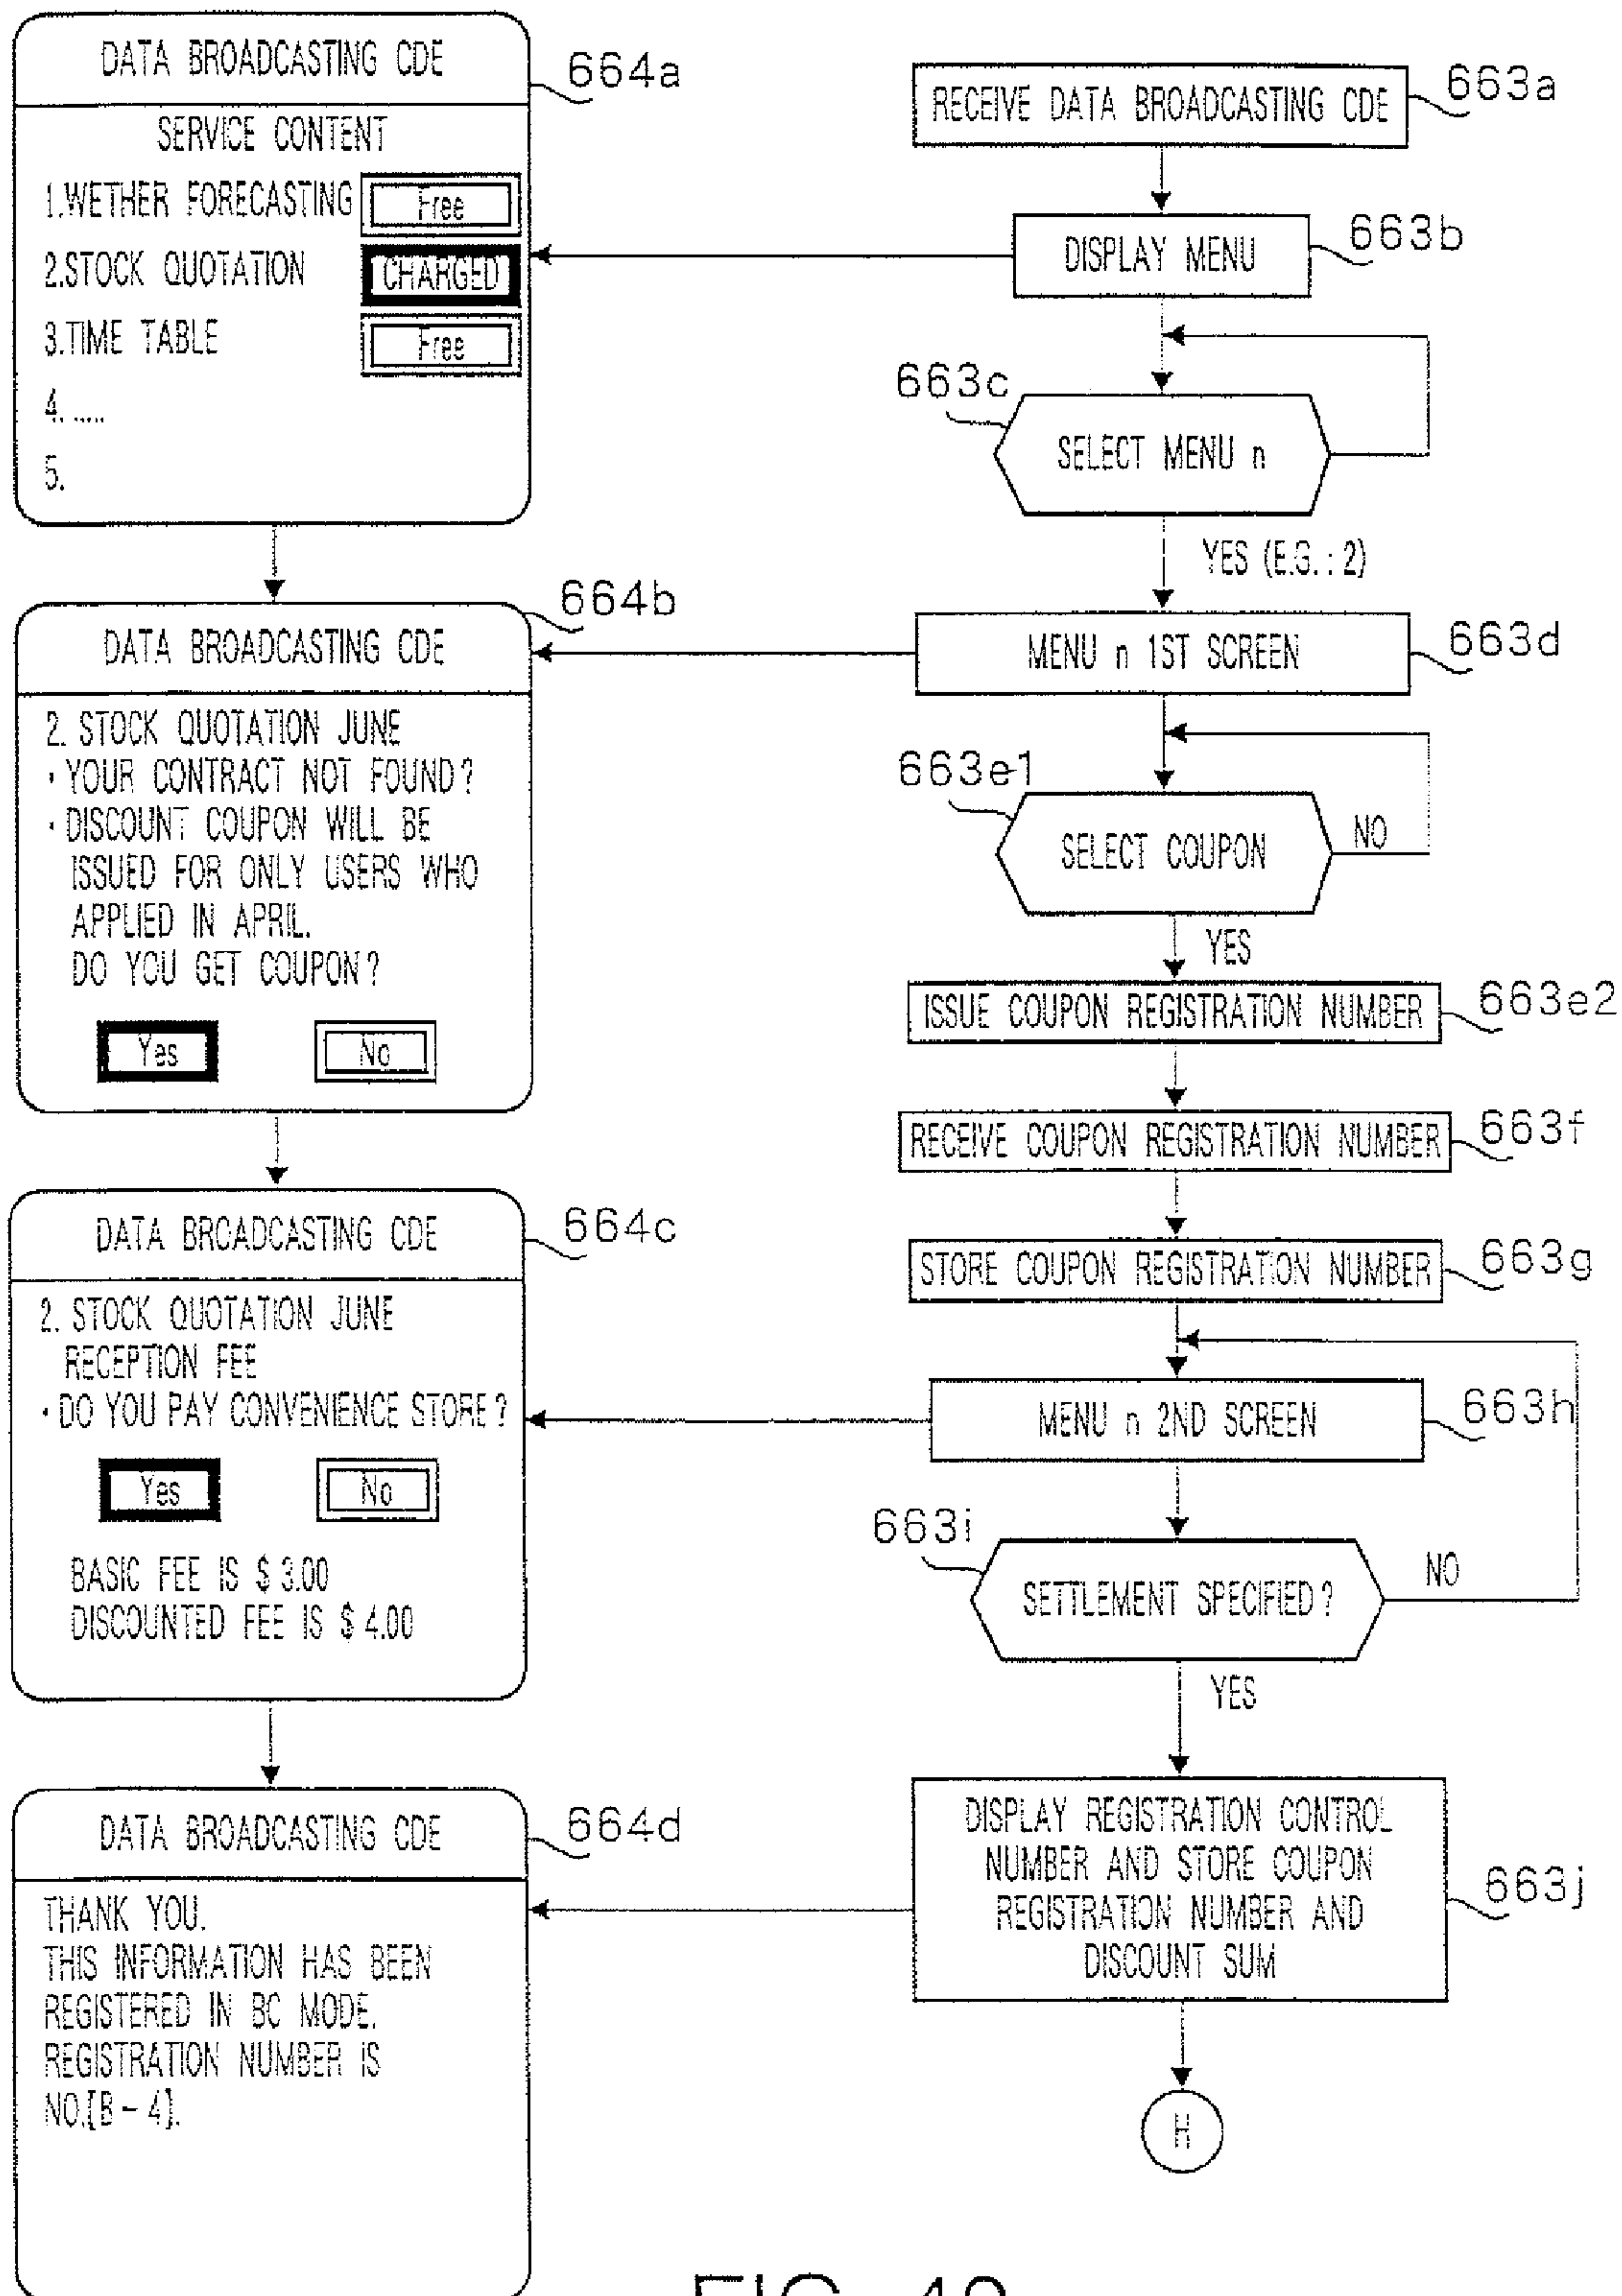 DATA BROADCASTING CDE
664a
SERVICE CONTENT
1.WETHER FORECASTING Free
2.STOCK QUOTATION CHARGED
3.TIME TABLE Free
4. .....
5.
664b
DATA BROADCASTING CDE
2. STOCK QUOTATION JUNE
· YOUR CONTRACT NOT FOUND?
· DISCOUNT COUPON WILL BE
ISSUED FOR ONLY USERS WHO
APPLIED IN APRIL.
DO YOU GET COUPON?
Yes No
DATA BROADCASTING CDE
664c
2. STOCK QUOTATION JUNE
RECEPTION FEE
· DO YOU PAY CONVENIENCE STORE?
Yes No
BASIC FEE IS $ 3.00
DISCOUNTED FEE IS $ 4.00
DATA BROADCASTING CDE
664d
THANK YOU.
THIS INFORMATION HAS BEEN
REGISTERED IN BC MODE.
REGISTRATION NUMBER IS
NO.[B-4].
RECEIVE DATA BROADCASTING CDE
663a
DISPLAY MENU
663b
663c
SELECT MENU n
YES (E.G. : 2)
MENU n 1ST SCREEN
663d
663e1
SELECT COUPON
NO
YES
ISSUE COUPON REGISTRATION NUMBER
663e2
RECEIVE COUPON REGISTRATION NUMBER
663f
STORE COUPON REGISTRATION NUMBER
663g
MENU n 2ND SCREEN
663h
663i
SETTLEMENT SPECIFIED?
NO
YES
DISPLAY REGISTRATION CONTROL
NUMBER AND STORE COUPON
REGISTRATION NUMBER AND
DISCOUNT SUM
663j
H
FIG.